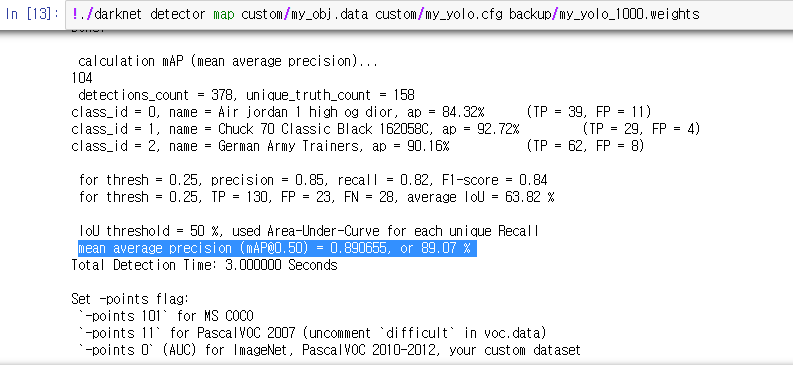 In [13]: !./darknet detector map custom/my_obj.data custom/my_yolo.cfg backup/my_yolo_1000.weights
calculation mAP (mean average precision)...
104
detections_count = 378, unique_truth_count = 158
class_id = 0, name = Air jordan 1 high og dior, ap = 84.32% (TP = 39, FP = 11)
class_id = 1, name = Chuck 70 Classic Black 162058C, ap = 92.72% (TP = 29, FP = 4)
class_id = 2, name = German Army Trainers, ap = 90.16% (TP = 62, FP = 8)
for thresh = 0.25, precision = 0.85, recall = 0.82, F1-score = 0.84
for thresh = 0.25, TP = 130, FP = 23, FN = 28, average IoU = 63.82 %
IoU threshold = 50 %, used Area-Under-Curve for each unique Recall
mean average precision (mAP@0.50) = 0.890655, or 89.07 %
Total Detection Time: 3.000000 Seconds
Set -points flag:
`-points 101` for MS COCO
`-points 11` for PascalVOC 2007 (uncomment `difficult` in voc.data)
`-points 0` (AUC) for ImageNet, PascalVOC 2010-2012, your custom dataset